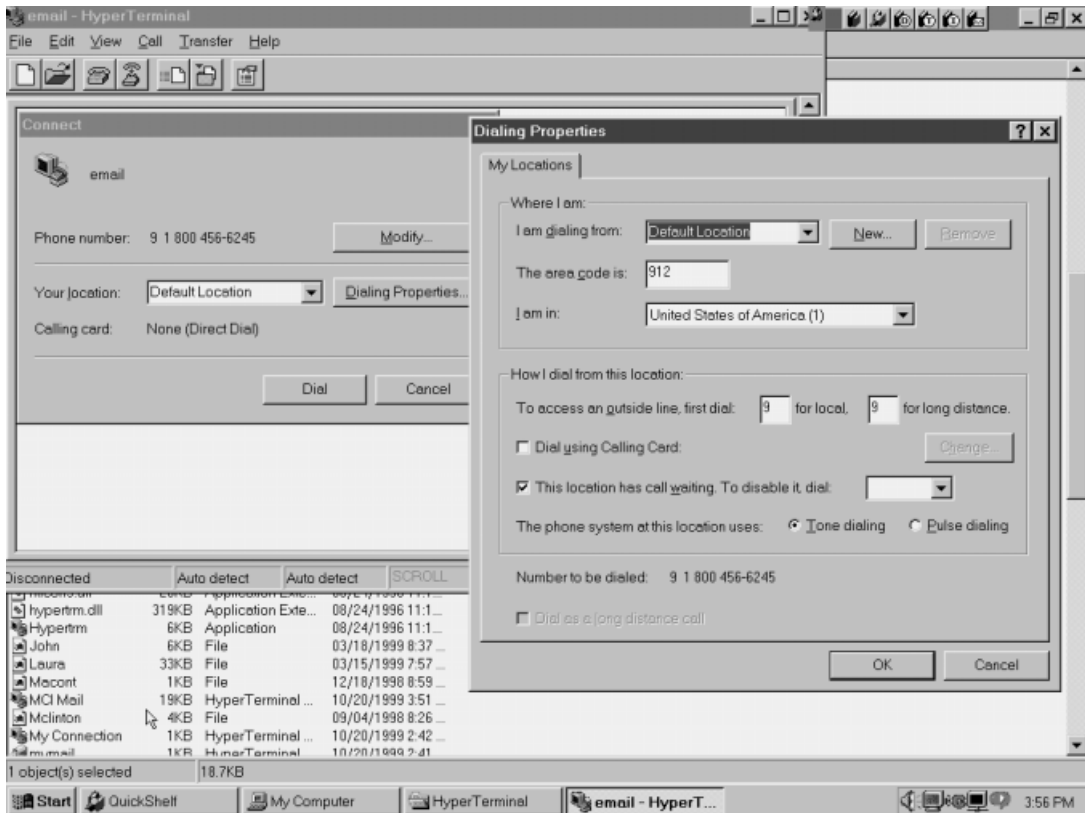 email - HyperTerminal
File Edit View Call Transfer Help
Connect
email
Phone number: 9 1 800 456-6245
Modify...
Your location: Default Location
Dialing Properties...
Calling card: None (Direct Dial)
Dial Cancel
Dialing Properties
My Locations
Where I am:
I am dialing from: Default Location New... Remove
The area code is: 912
I am in: United States of America (1)
How I dial from this location:
To access an outside line, first dial: 9 for local, 9 for long distance.
Dial using Calling Card: Change...
This location has call waiting. To disable it, dial:
The phone system at this location uses: Tone dialing Pulse dialing
Number to be dialed: 9 1 800 456-6245
Dial as a long distance call
OK Cancel
Disconnected Auto detect Auto detect SCROLL
hypertrm.dll 319KB Application Exte... 08/24/1996 11:1...
Hypertrm 6KB Application 08/24/1996 11:1...
John 6KB File 03/18/1999 8:37 ...
Laura 33KB File 03/15/1999 7:57 ...
Macont 1KB File 12/18/1998 8:59 ...
MCI Mail 19KB HyperTerminal ... 10/20/1999 3:51 ...
Mclinton 4KB File 09/04/1998 8:26 ...
My Connection 1KB HyperTerminal ... 10/20/1999 2:42 ...
mymail 1KB HyperTerminal 10/20/1999 2:41
1 object(s) selected 18.7KB
Start QuickShelf My Computer HyperTerminal email - HyperT... 3:56 PM